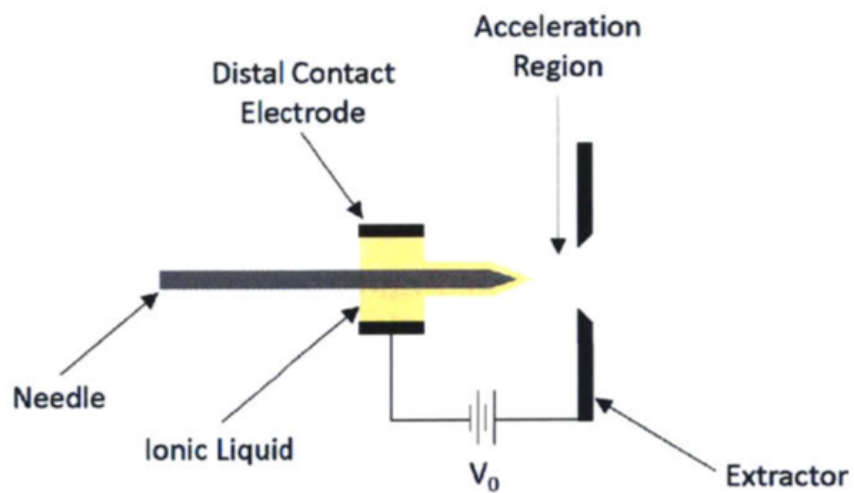 Acceleration
Region
Distal Contact
Electrode
Needle
Ionic Liquid
V₀
Extractor